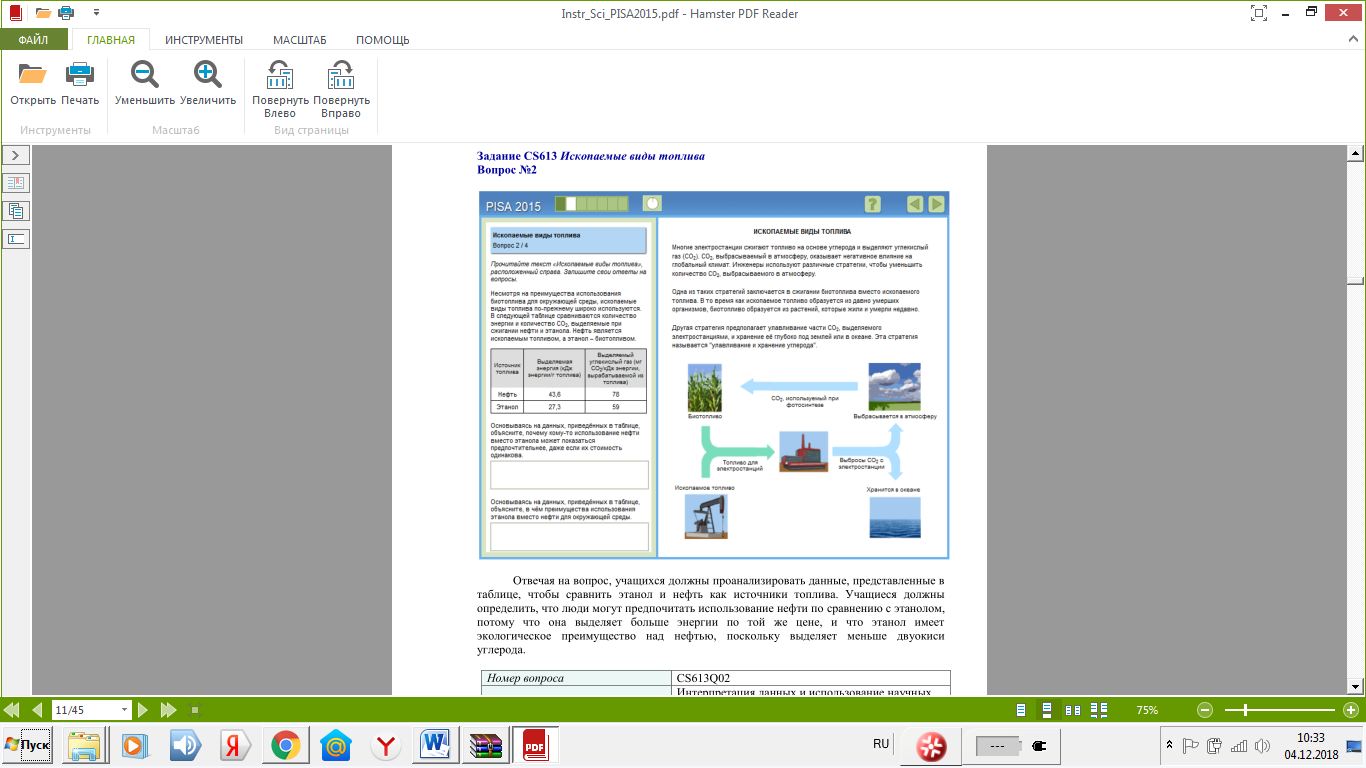 Instr_Sci_PISA2015.pdf - Hamster PDF Reader
ФАЙЛ ГЛАВНАЯ ИНСТРУМЕНТЫ МАСШТАБ ПОМОЩЬ
Открыть Печать Уменьшить Увеличить Повернуть Влево Повернуть Вправо
Инструменты Масштаб Вид страницы
Задание CS613 Ископаемые виды топлива
Вопрос №2
PISA 2015
?
Ископаемые виды топлива
Вопрос 2 / 4
Прочитайте текст «Ископаемые виды топлива»,
расположенный справа. Запишите свои ответы на
вопросы.
Несмотря на преимущества использования
биотоплива для окружающей среды, ископаемые
виды топлива по-прежнему широко используются.
В следующей таблице сравниваются количество
энергии и количество CO2, выделяемые при
сжигании нефти и этанола. Нефть является
ископаемым топливом, а этанол – биотопливом.
Источник топлива
Выделяемая энергия (кДж энергии/г топлива)
Выделяемый углекислый газ (мг CO2/кДж энергии, вырабатываемой из топлива)
Нефть 43,6 78
Этанол 27,3 59
Основываясь на данных, приведённых в таблице,
объясните, почему кому-то использование нефти
вместо этанола может показаться
предпочтительнее, даже если их стоимость
одинакова.
Основываясь на данных, приведённых в таблице,
объясните, в чём преимущества использования
этанола вместо нефти для окружающей среды.
ИСКОПАЕМЫЕ ВИДЫ ТОПЛИВА
Многие электростанции сжигают топливо на основе углерода и выделяют углекислый
газ (CO2). CO2, выбрасываемый в атмосферу, оказывает негативное влияние на
глобальный климат. Инженеры используют различные стратегии, чтобы уменьшить
количество CO2, выбрасываемого в атмосферу.
Одна из таких стратегий заключается в сжигании биотоплива вместо ископаемого
топлива. В то время как ископаемое топливо образуется из давно умерших
организмов, биотопливо образуется из растений, которые жили и умерли недавно.
Другая стратегия предполагает улавливание части CO2, выделяемого
электростанциями, и хранение её глубоко под землей или в океане. Эта стратегия
называется "улавливание и хранение углерода".
CO2, используемый при
фотосинтезе
Биотопливо
Выбрасывается в атмосферу
Топливо для
электростанций
Выбросы CO2 с
электростанции
Ископаемое топливо
Хранится в океане
Отвечая на вопрос, учащихся должны проанализировать данные, представленные в
таблице, чтобы сравнить этанол и нефть как источники топлива. Учащиеся должны
определить, что люди могут предпочитать использование нефти по сравнению с этанолом,
потому что она выделяет больше энергии по той же цене, и что этанол имеет
экологическое преимущество над нефтью, поскольку выделяет меньше двуокиси
углерода.
Номер вопроса CS613Q02
Интерпретация данных и использование научных
11/45 75%
Пуск
Я
Y
W
PDF
RU
---
10:33
04.12.2018